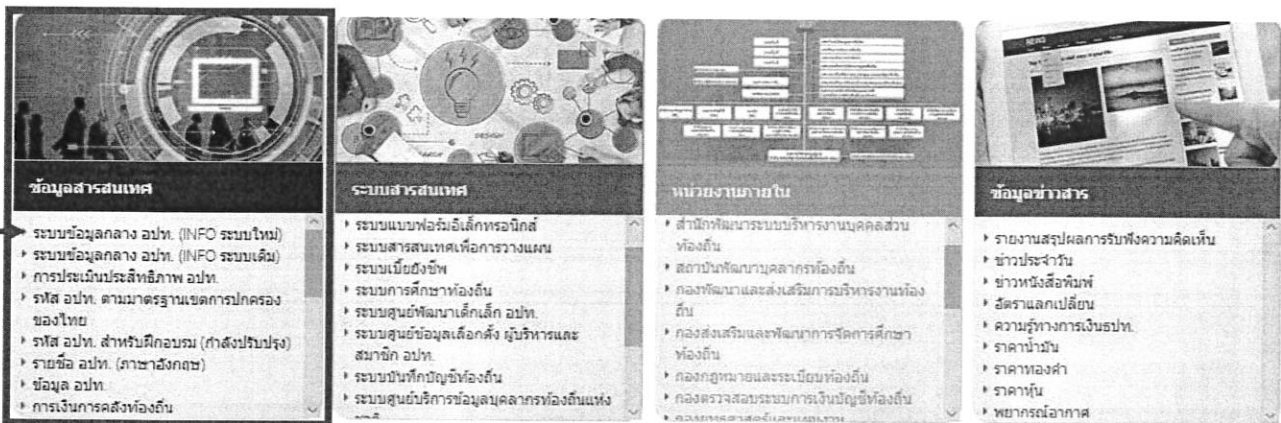 ข้อมูลสารสนเทศ
ระบบข้อมูลกลาง อปท. (INFO ระบบใหม่)
ระบบข้อมูลกลาง อปท. (INFO ระบบเดิม)
การประเมินประสิทธิภาพ อปท.
รหัส อปท. ตามมาตรฐานเขตการปกครอง
ของไทย
รหัส อปท. สำหรับฝึกอบรม (กำลังปรับปรุง)
รายชื่อ อปท. (ภาษาอังกฤษ)
ข้อมูล อปท.
การเงินการคลังท้องถิ่น
DESIGN
ระบบสารสนเทศ
ระบบแบบฟอร์มอิเล็กทรอนิกส์
ระบบสารสนเทศเพื่อการวางแผน
ระบบเบี้ยยังชีพ
ระบบการศึกษาท้องถิ่น
ระบบศูนย์พัฒนาเด็กเล็ก อปท.
ระบบศูนย์ข้อมูลเลือกตั้ง ผู้บริหารและ
สมาชิก อปท.
ระบบบันทึกบัญชีท้องถิ่น
ระบบศูนย์บริการข้อมูลบุคลากรท้องถิ่นแห่ง
หน่วยงานภายใน
สำนักพัฒนาระบบบริหารงานบุคคลส่วน
ท้องถิ่น
สถาบันพัฒนาบุคลากรท้องถิ่น
กองพัฒนาและส่งเสริมการบริหารงานท้อง
ถิ่น
กองส่งเสริมและพัฒนาการจัดการศึกษา
ท้องถิ่น
กองกฎหมายและระเบียบท้องถิ่น
กองตรวจสอบระบบการเงินบัญชีท้องถิ่น
NEWS
ข้อมูลข่าวสาร
รายงานสรุปผลการรับฟังความคิดเห็น
ข่าวประจำวัน
ข่าวหนังสือพิมพ์
อัตราแลกเปลี่ยน
ความรู้ทางการเงินธปท.
ราคาน้ำมัน
ราคาทองคำ
ราคาหุ้น
พยากรณ์อากาศ